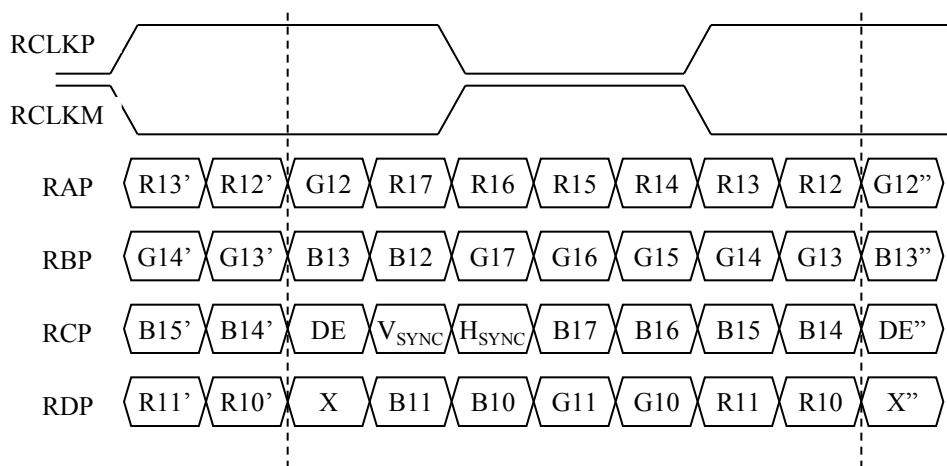 RCLKP
RCLKM
RAP R13’ R12’ G12 R17 R16 R15 R14 R13 R12 G12”
RBP G14’ G13’ B13 B12 G17 G16 G15 G14 G13 B13”
RCP B15’ B14’ DE VSYNC HSYNC B17 B16 B15 B14 DE”
RDP R11’ R10’ X B11 B10 G11 G10 R11 R10 X”